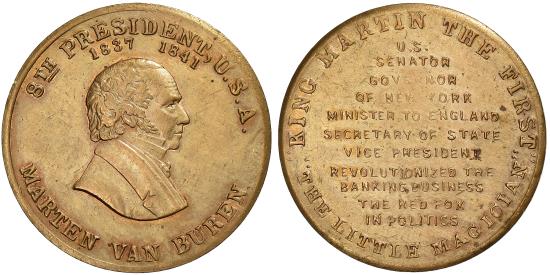 8TH PRESIDENT, U.S.A.
1837 1841
MARTEN VAN BUREN
"KING MARTIN THE FIRST"
U.S.
SENATOR
GOVERNOR
OF NEW YORK
MINISTER TO ENGLAND
SECRETARY OF STATE
VICE PRESIDENT
REVOLUTIONIZED THE
BANKING BUSINESS
THE RED FOX
IN POLITICS
"THE LITTLE MAGICIAN"